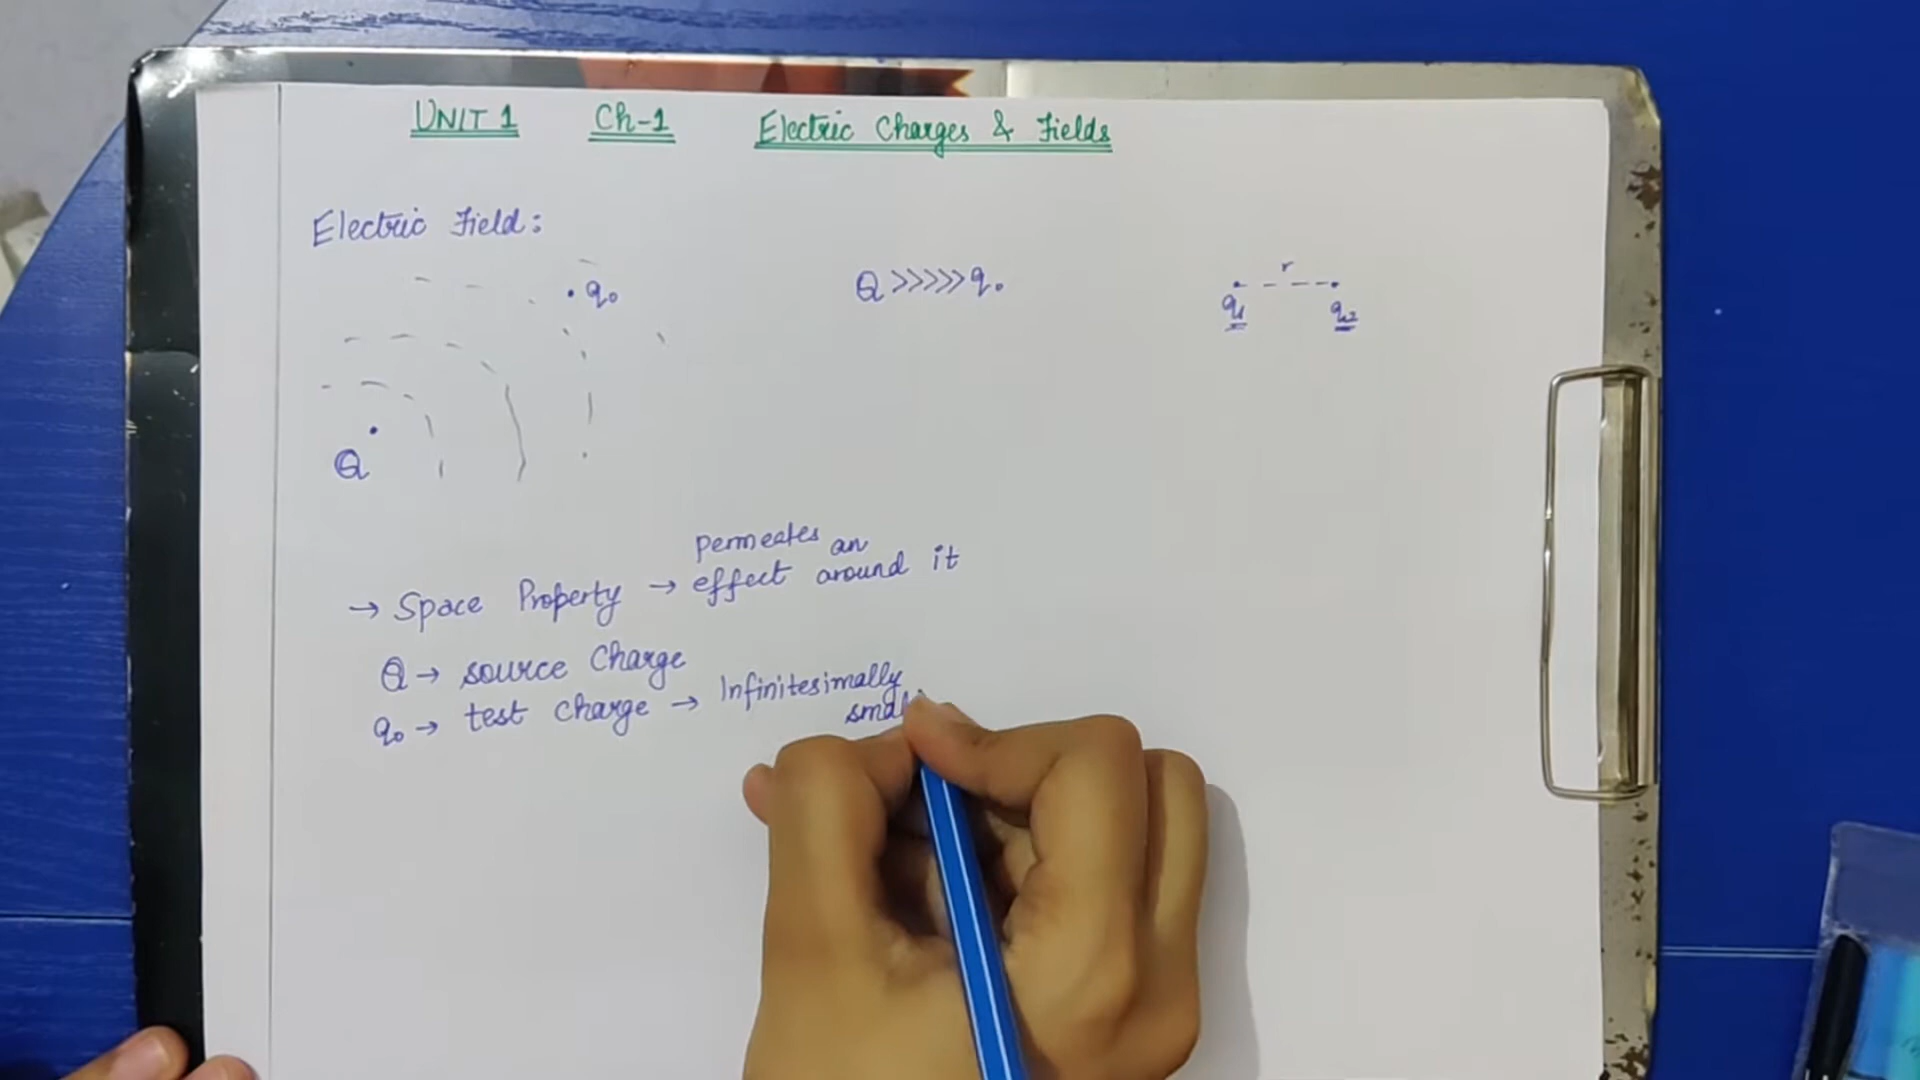 UNIT 1 Ch-1 Electric Charges & Fields
Electric Field:
q₀
Q >>>>> q₀
r
q₁ q₂
Q
permeates an
→ Space Property → effect around it
Q → source Charge
q₀ → test charge → Infinitesimally
small